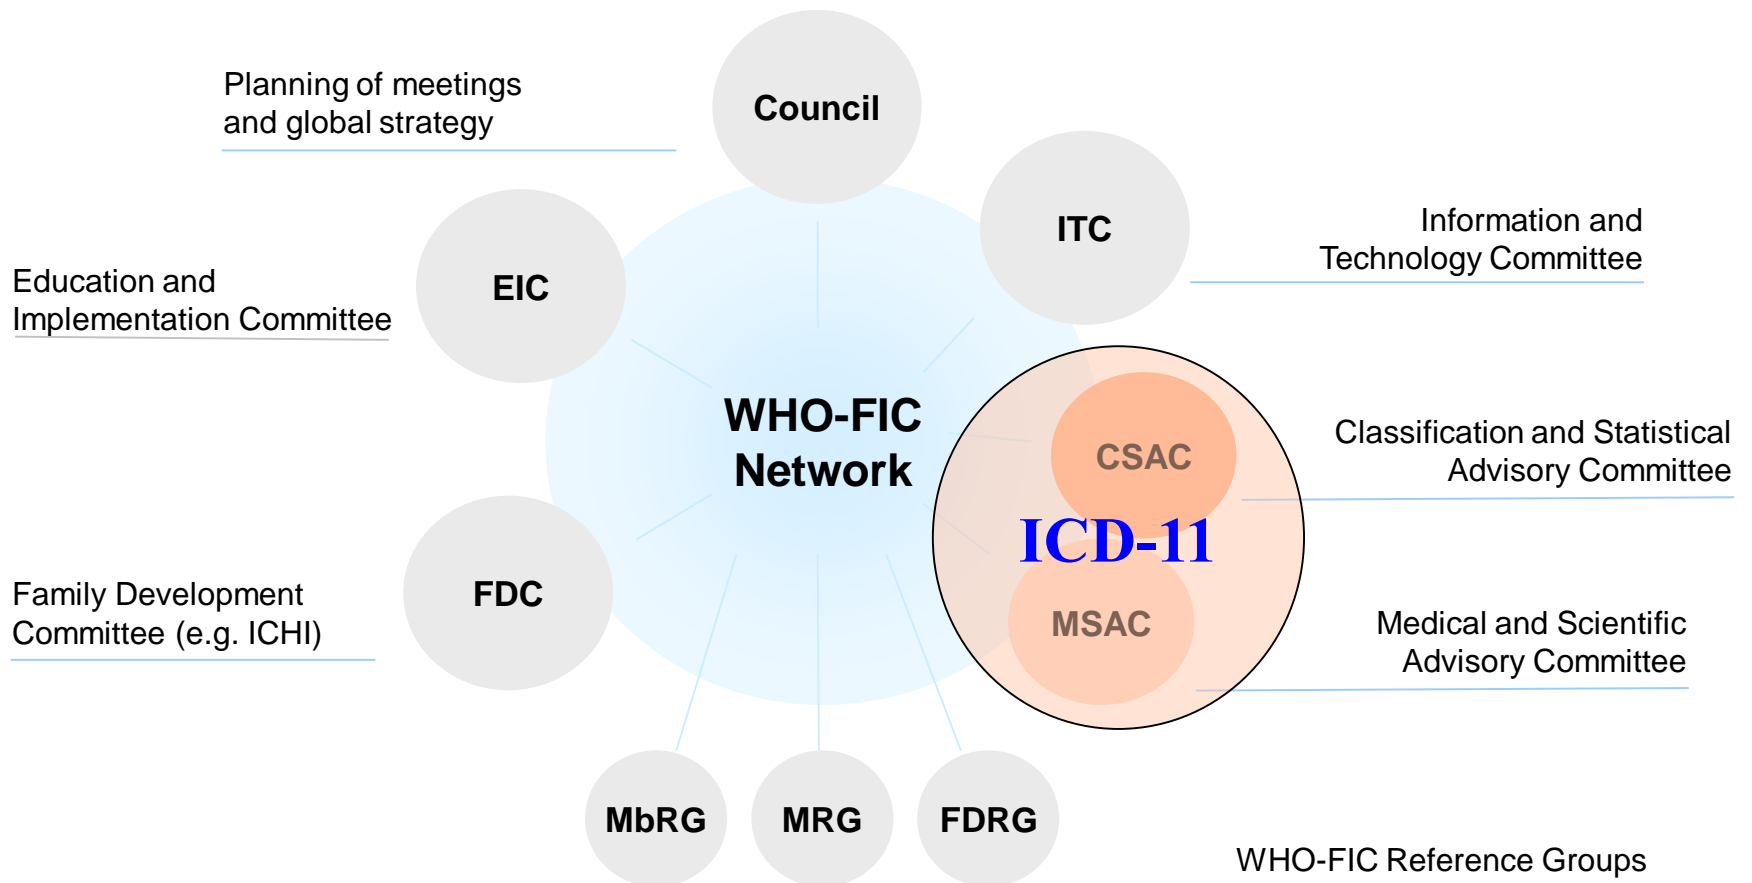 Council
Planning of meetings
and global strategy
ITC
Information and
Technology Committee
EIC
Education and
Implementation Committee
WHO-FIC
Network
CSAC
Classification and Statistical
Advisory Committee
ICD-11
FDC
Family Development
Committee (e.g. ICHI)
MSAC
Medical and Scientific
Advisory Committee
MbRG
MRG
FDRG
WHO-FIC Reference Groups